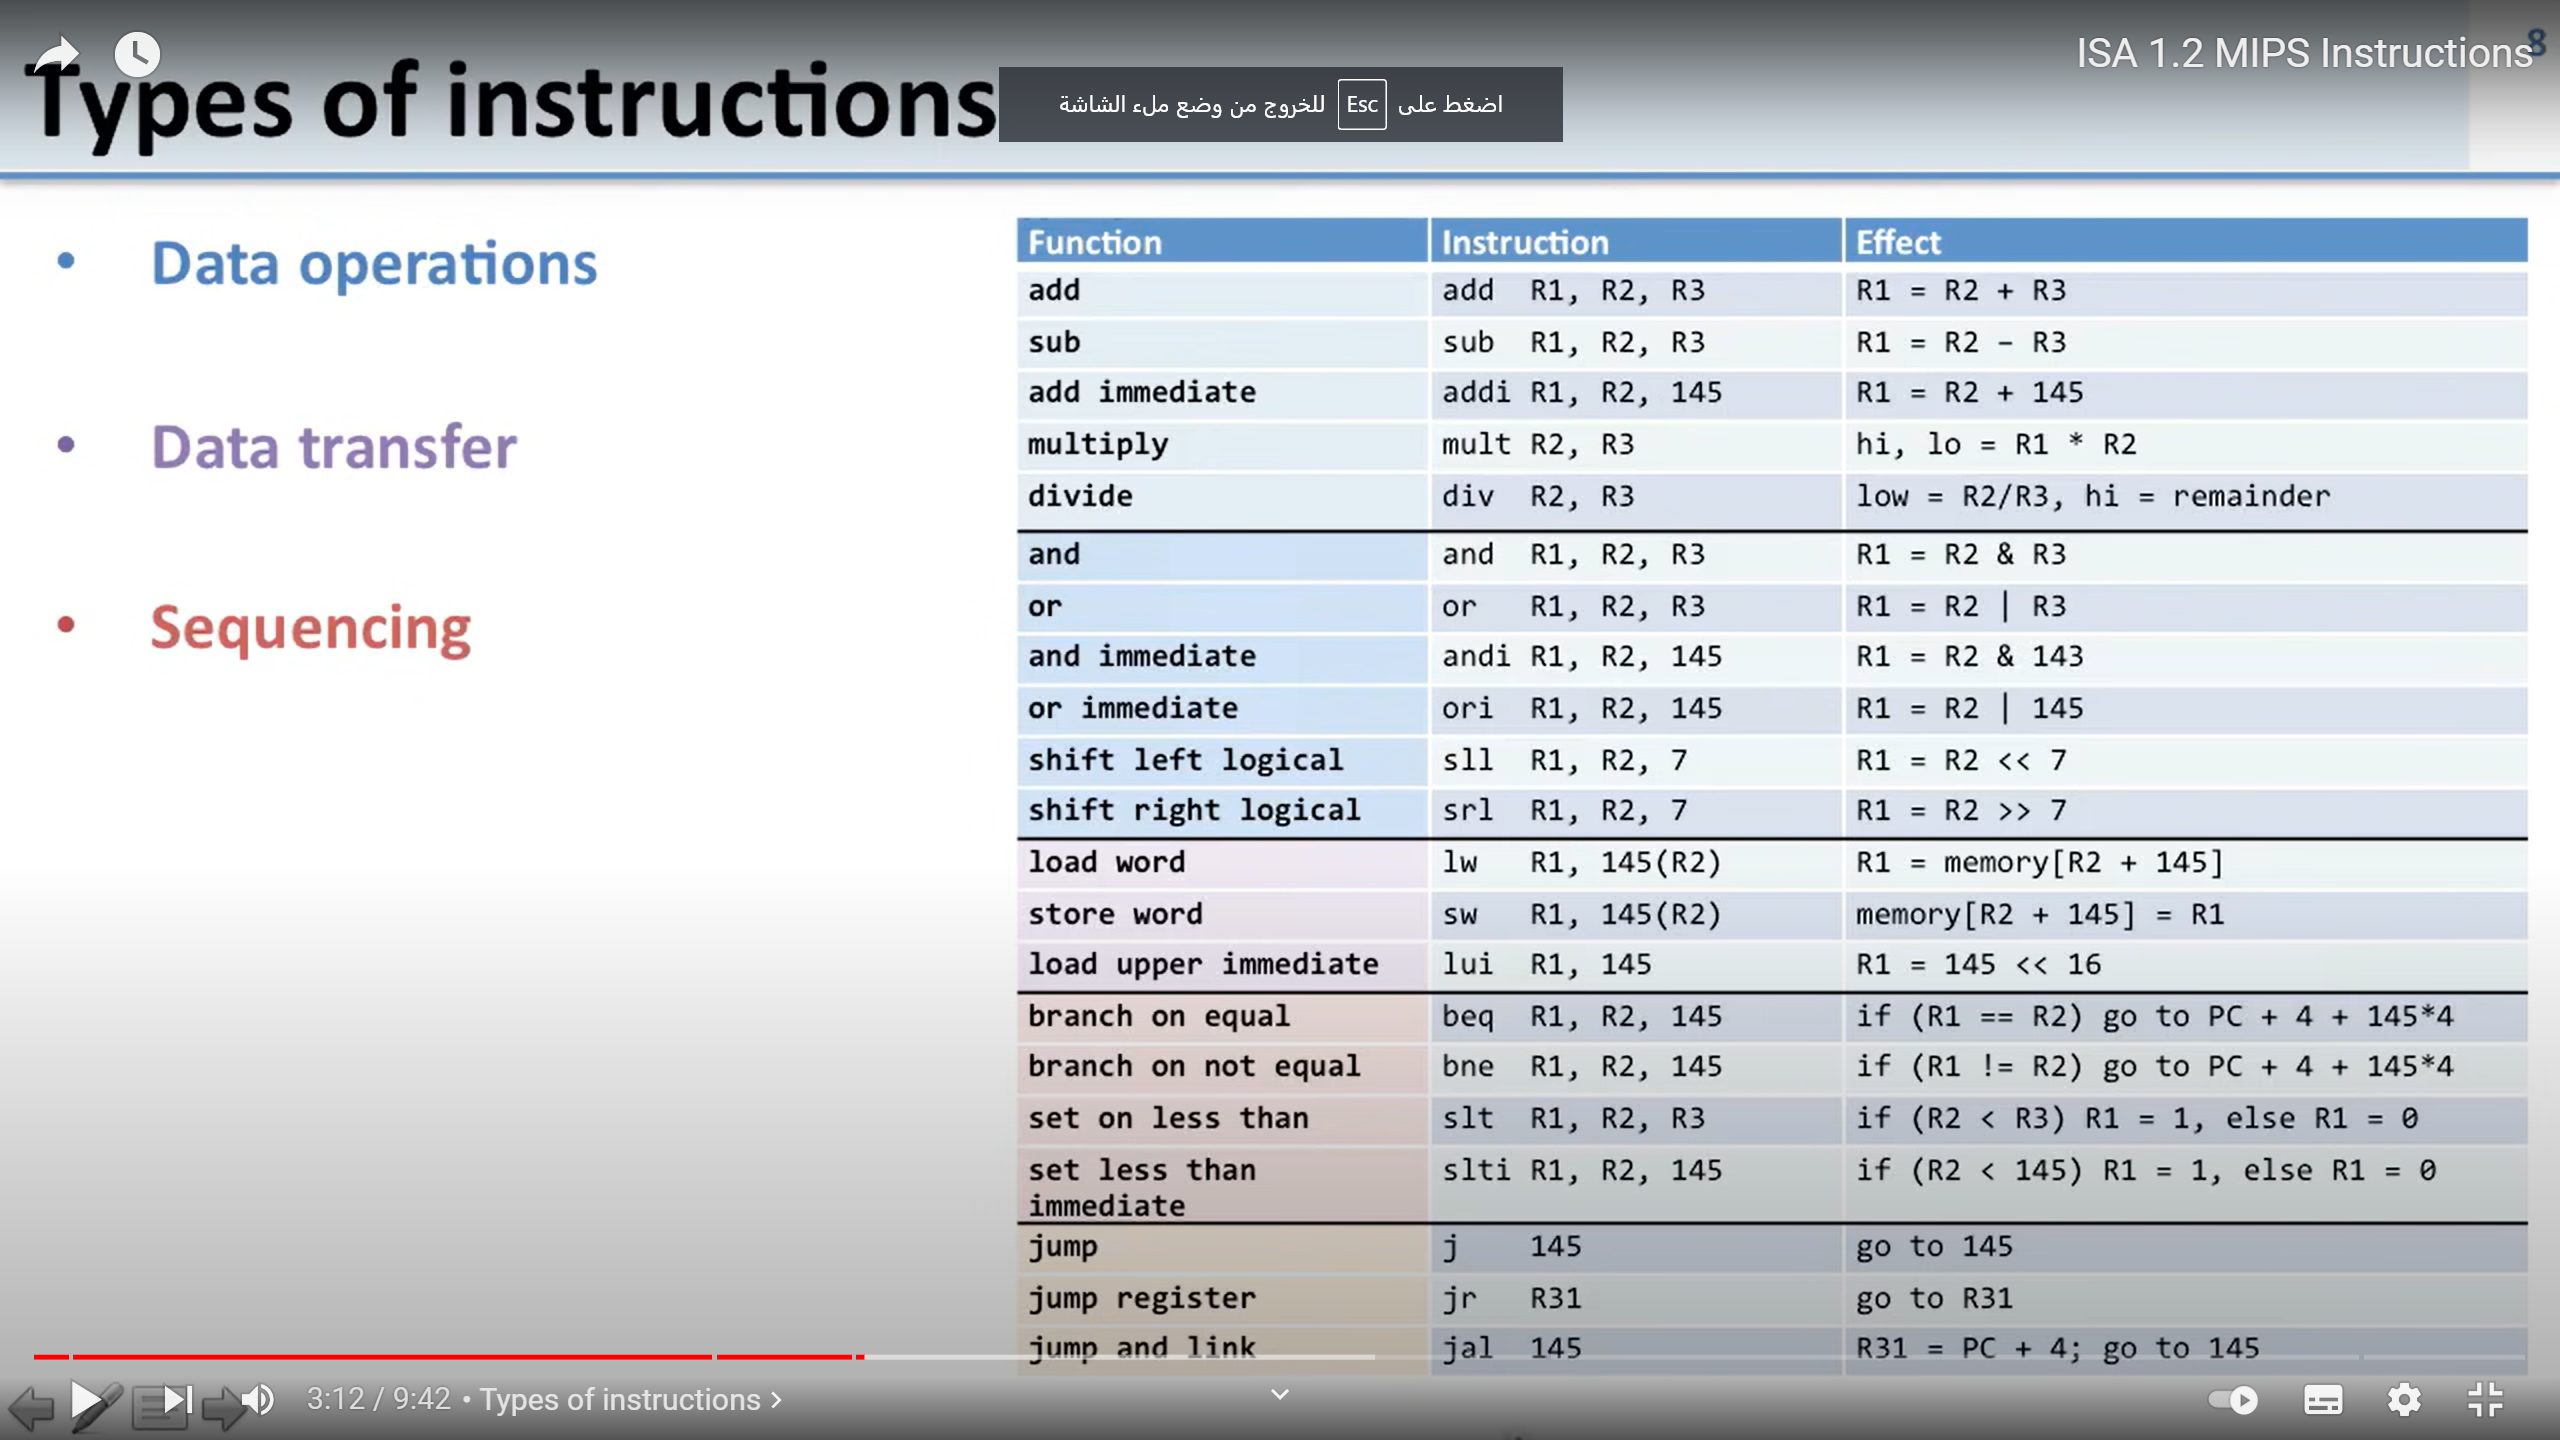 ISA 1.2 MIPS Instructions
8
Types of instructions
اضغط على Esc للخروج من وضع ملء الشاشة
• Data operations
• Data transfer
• Sequencing
Function Instruction Effect
add add R1, R2, R3 R1 = R2 + R3
sub sub R1, R2, R3 R1 = R2 – R3
add immediate addi R1, R2, 145 R1 = R2 + 145
multiply mult R2, R3 hi, lo = R1 * R2
divide div R2, R3 low = R2/R3, hi = remainder
and and R1, R2, R3 R1 = R2 & R3
or or R1, R2, R3 R1 = R2 | R3
and immediate andi R1, R2, 145 R1 = R2 & 143
or immediate ori R1, R2, 145 R1 = R2 | 145
shift left logical sll R1, R2, 7 R1 = R2 << 7
shift right logical srl R1, R2, 7 R1 = R2 >> 7
load word lw R1, 145(R2) R1 = memory[R2 + 145]
store word sw R1, 145(R2) memory[R2 + 145] = R1
load upper immediate lui R1, 145 R1 = 145 << 16
branch on equal beq R1, R2, 145 if (R1 == R2) go to PC + 4 + 145*4
branch on not equal bne R1, R2, 145 if (R1 != R2) go to PC + 4 + 145*4
set on less than slt R1, R2, R3 if (R2 < R3) R1 = 1, else R1 = 0
set less than immediate slti R1, R2, 145 if (R2 < 145) R1 = 1, else R1 = 0
jump j 145 go to 145
jump register jr R31 go to R31
jump and link jal 145 R31 = PC + 4; go to 145
3:12 / 9:42 • Types of instructions